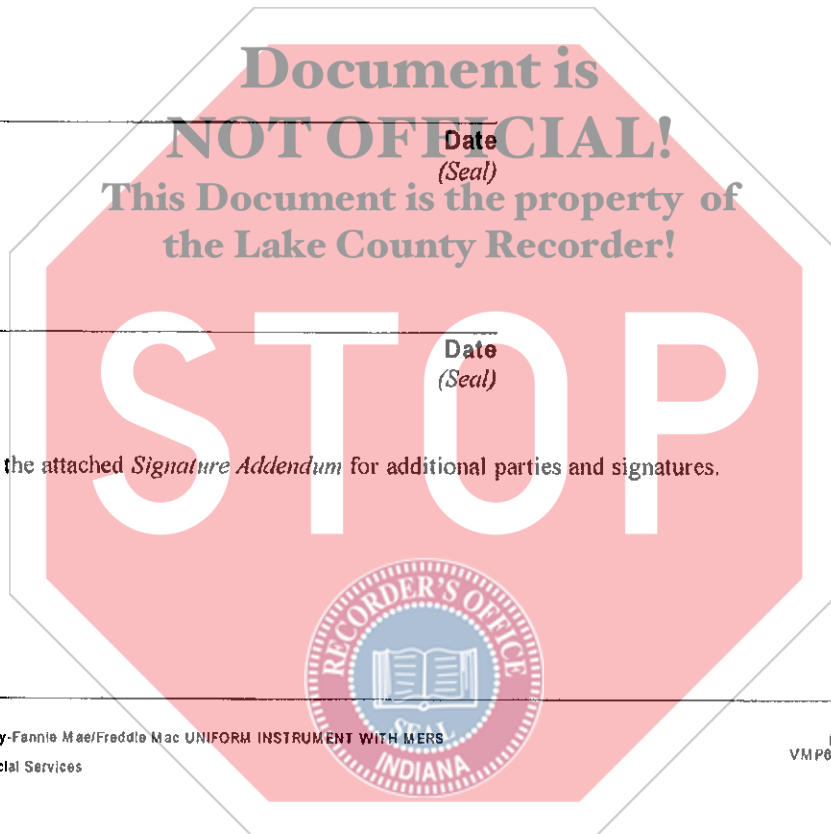 Document is
NOT OFFICIAL!
Date
(Seal)
This Document is the property of
the Lake County Recorder!
STOP
Date
(Seal)
the attached Signature Addendum for additional parties and signatures.
RECORDER'S OFFICE
SEAL
INDIANA
y-Fannie Mae/Freddie Mac UNIFORM INSTRUMENT WITH MERS
cial Services
VMP6